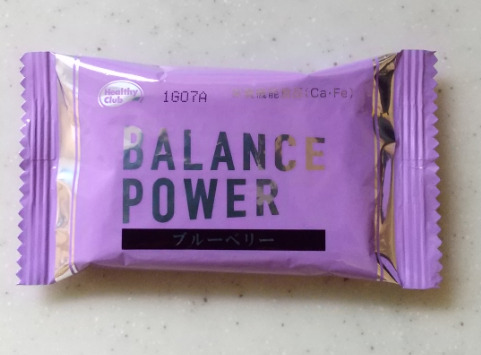 Healthy
Club
1G07A
(Ca·Fe)
BALANCE
POWER
ブルーベリー